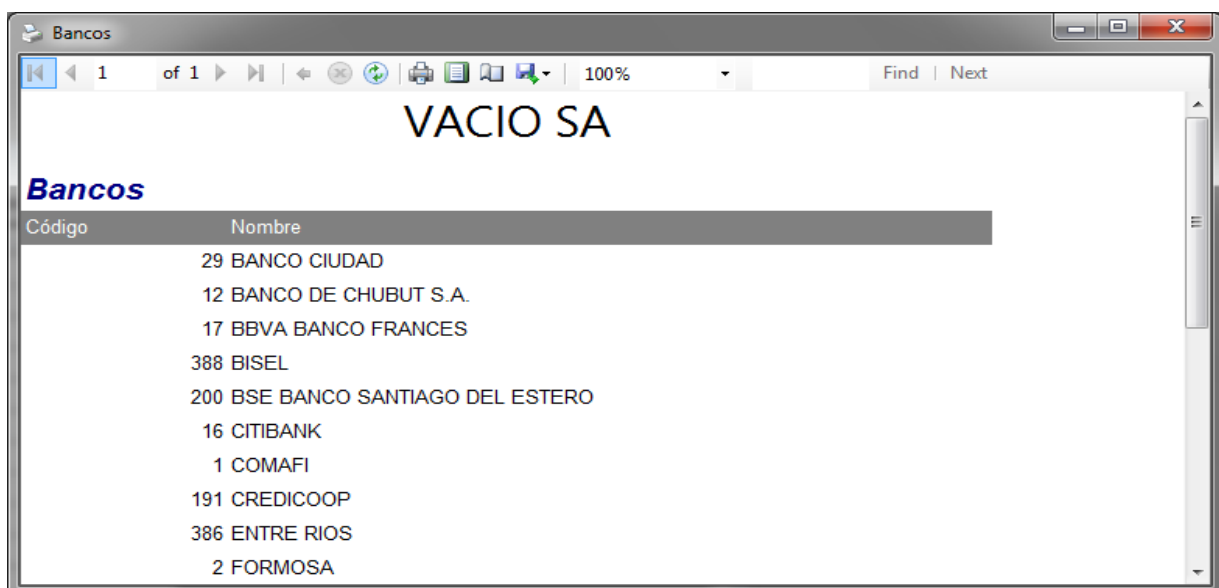 Bancos
1 of 1 100% Find | Next
VACIO SA
Bancos
Código Nombre
29 BANCO CIUDAD
12 BANCO DE CHUBUT S.A.
17 BBVA BANCO FRANCES
388 BISEL
200 BSE BANCO SANTIAGO DEL ESTERO
16 CITIBANK
1 COMAFI
191 CREDICOOP
386 ENTRE RIOS
2 FORMOSA